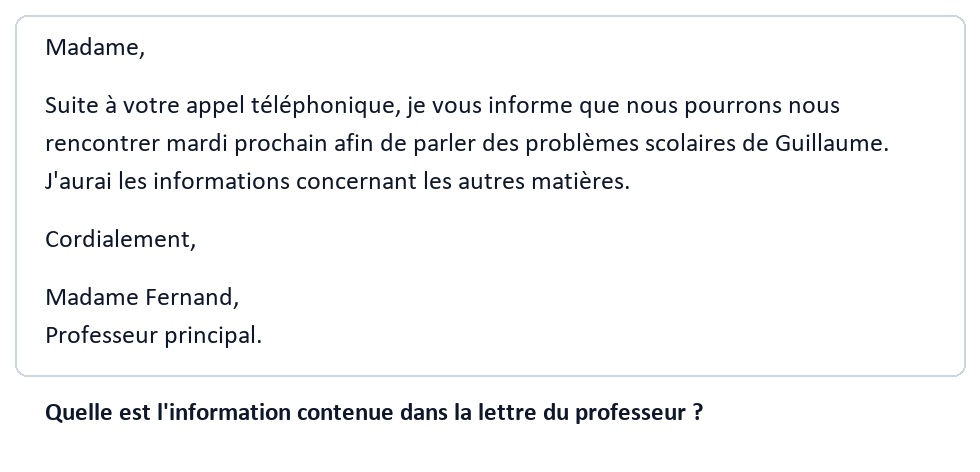 Madame,
Suite à votre appel téléphonique, je vous informe que nous pourrons nous
rencontrer mardi prochain afin de parler des problèmes scolaires de Guillaume.
J'aurai les informations concernant les autres matières.
Cordialement,
Madame Fernand,
Professeur principal.
Quelle est l'information contenue dans la lettre du professeur ?